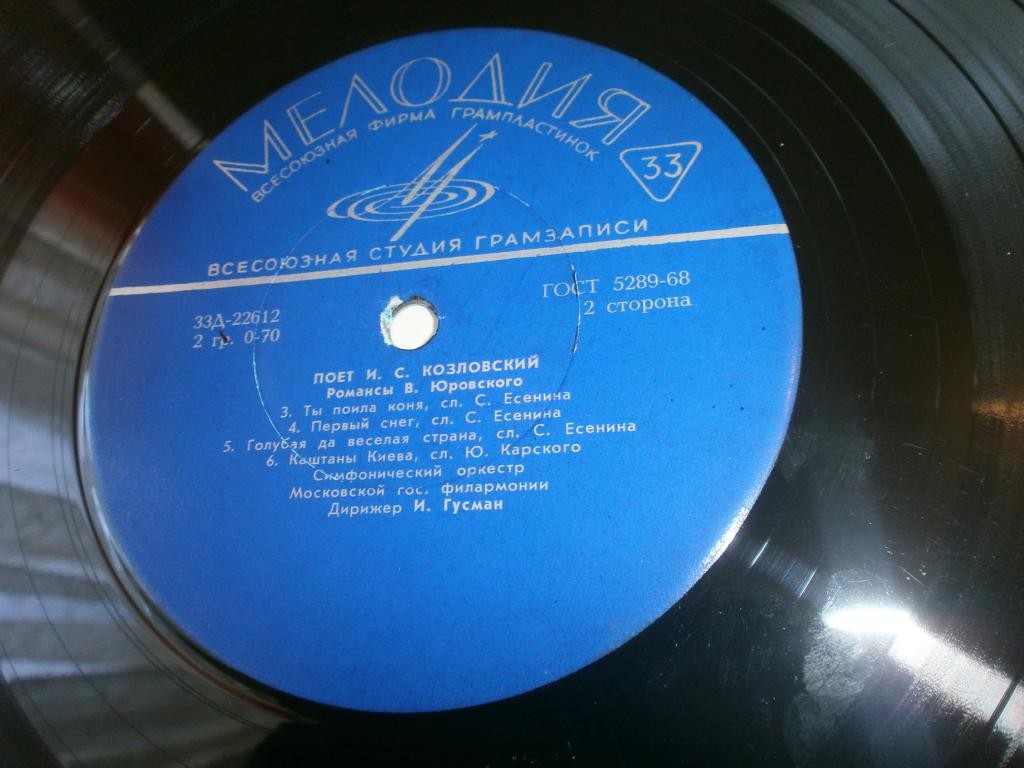 МЕЛОДИЯ
ВСЕСОЮЗНАЯ ФИРМА ГРАМПЛАСТИНОК
33
ВСЕСОЮЗНАЯ СТУДИЯ ГРАМЗАПИСИ
33Д-22612
2 гр. 0-70
ГОСТ 5289-68
2 сторона
ПОЕТ И. С. КОЗЛОВСКИЙ
Романсы В. Юровского
3. Ты поила коня, сл. С. Есенина
4. Первый снег, сл. С. Есенина
5. Голубая да веселая страна, сл. С. Есенина
6. Каштаны Киева, сл. Ю. Карского
Симфонический оркестр
Московской гос. филармонии
Дирижер И. Гусман